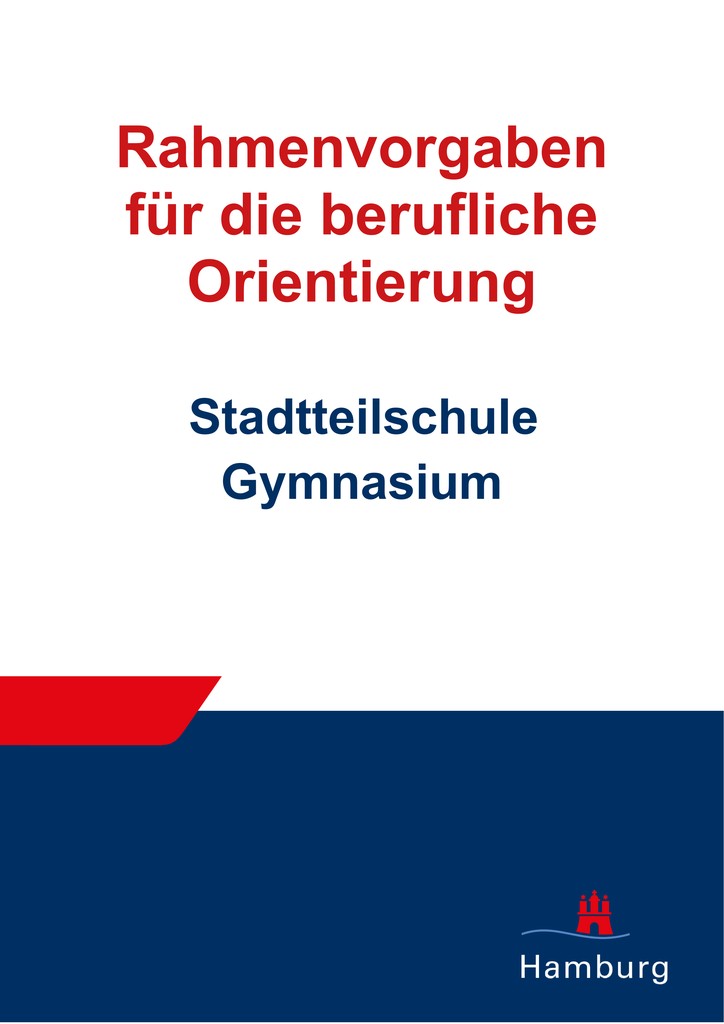 Rahmenvorgaben
für die berufliche
Orientierung
Stadtteilschule
Gymnasium
Hamburg